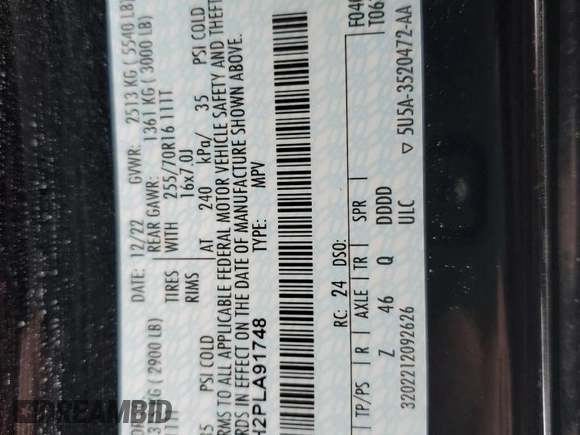 DATE: 12/22 GVWR: 2513 KG ( 5540 LB)
KG ( 2900 LB) REAR GAWR: 1361 KG ( 3000 LB)
TIRES WITH 255/70R16 111T
RIMS 16x7.0J
PSI COLD AT 240 kPa/ 35 PSI COLD
TO ALL APPLICABLE FEDERAL MOTOR VEHICLE SAFETY AND THEFT
IN EFFECT ON THE DATE OF MANUFACTURE SHOWN ABOVE.
H2PLA91748 TYPE: MPV
RC: 24 DSO:
TP/PS R AXLE TR SPR
Z 46 Q DDDD
3202212092626 ULC
▽ 5U5A-3520472-AA
DREAMBID